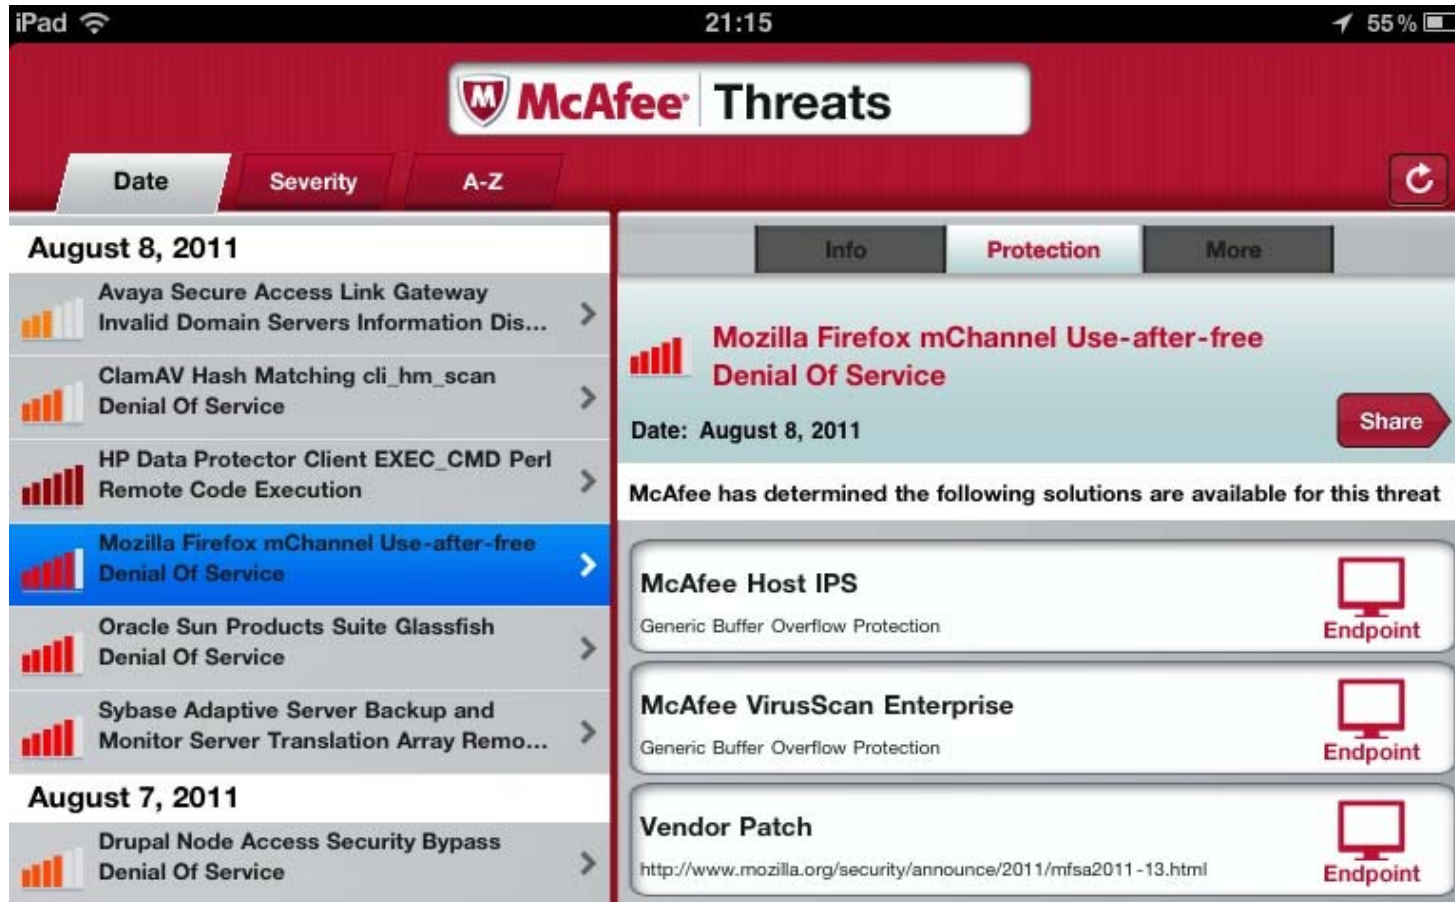 iPad
21:15
55%
McAfee Threats
Date
Severity
A-Z
August 8, 2011
Avaya Secure Access Link Gateway
Invalid Domain Servers Information Dis...
ClamAV Hash Matching cli_hm_scan
Denial Of Service
HP Data Protector Client EXEC_CMD Perl
Remote Code Execution
Mozilla Firefox mChannel Use-after-free
Denial Of Service
Oracle Sun Products Suite Glassfish
Denial Of Service
Sybase Adaptive Server Backup and
Monitor Server Translation Array Remo...
August 7, 2011
Drupal Node Access Security Bypass
Denial Of Service
Info
Protection
More
Mozilla Firefox mChannel Use-after-free
Denial Of Service
Date: August 8, 2011
Share
McAfee has determined the following solutions are available for this threat
McAfee Host IPS
Generic Buffer Overflow Protection
Endpoint
McAfee VirusScan Enterprise
Generic Buffer Overflow Protection
Endpoint
Vendor Patch
http://www.mozilla.org/security/announce/2011/mfsa2011-13.html
Endpoint